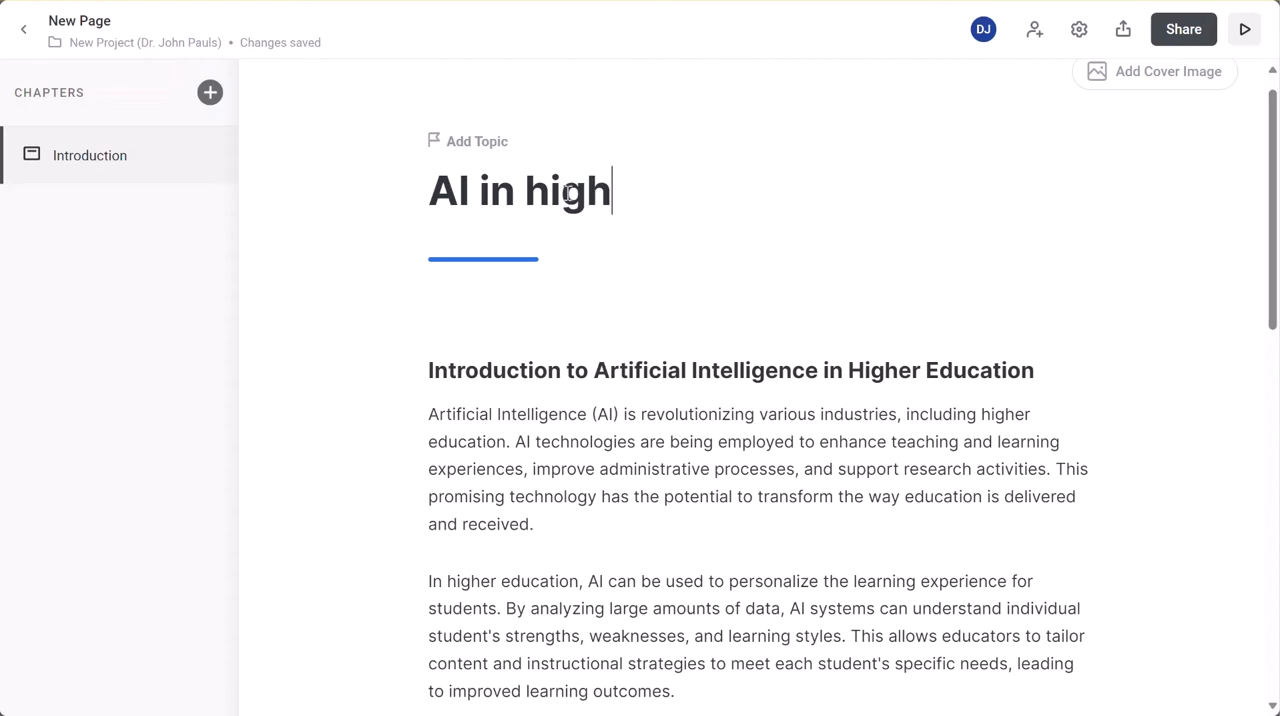 New Page
New Project (Dr. John Pauls) • Changes saved
DJ
Share
CHAPTERS
Add Cover Image
Introduction
Add Topic
AI in high
Introduction to Artificial Intelligence in Higher Education
Artificial Intelligence (AI) is revolutionizing various industries, including higher
education. AI technologies are being employed to enhance teaching and learning
experiences, improve administrative processes, and support research activities. This
promising technology has the potential to transform the way education is delivered
and received.
In higher education, AI can be used to personalize the learning experience for
students. By analyzing large amounts of data, AI systems can understand individual
student's strengths, weaknesses, and learning styles. This allows educators to tailor
content and instructional strategies to meet each student's specific needs, leading
to improved learning outcomes.